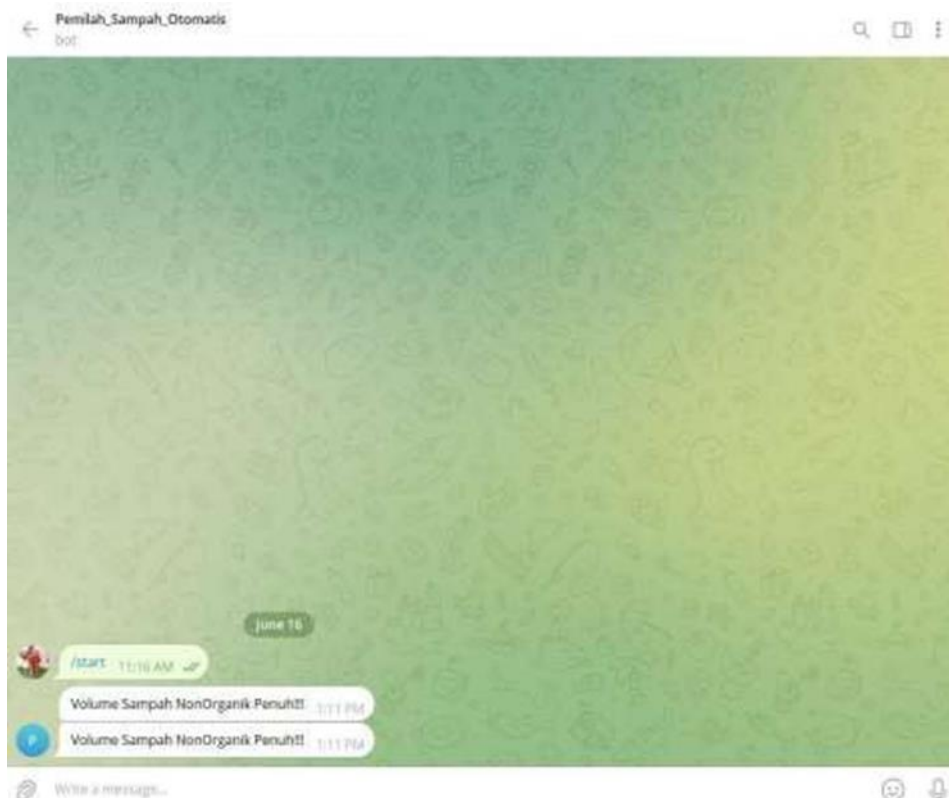 Pemilah_Sampah_Otomatis
bot
June 16
/start 11:16 AM
Volume Sampah NonOrganik Penuh!!! 1:11 PM
P
Volume Sampah NonOrganik Penuh!!! 1:11 PM
Write a message...